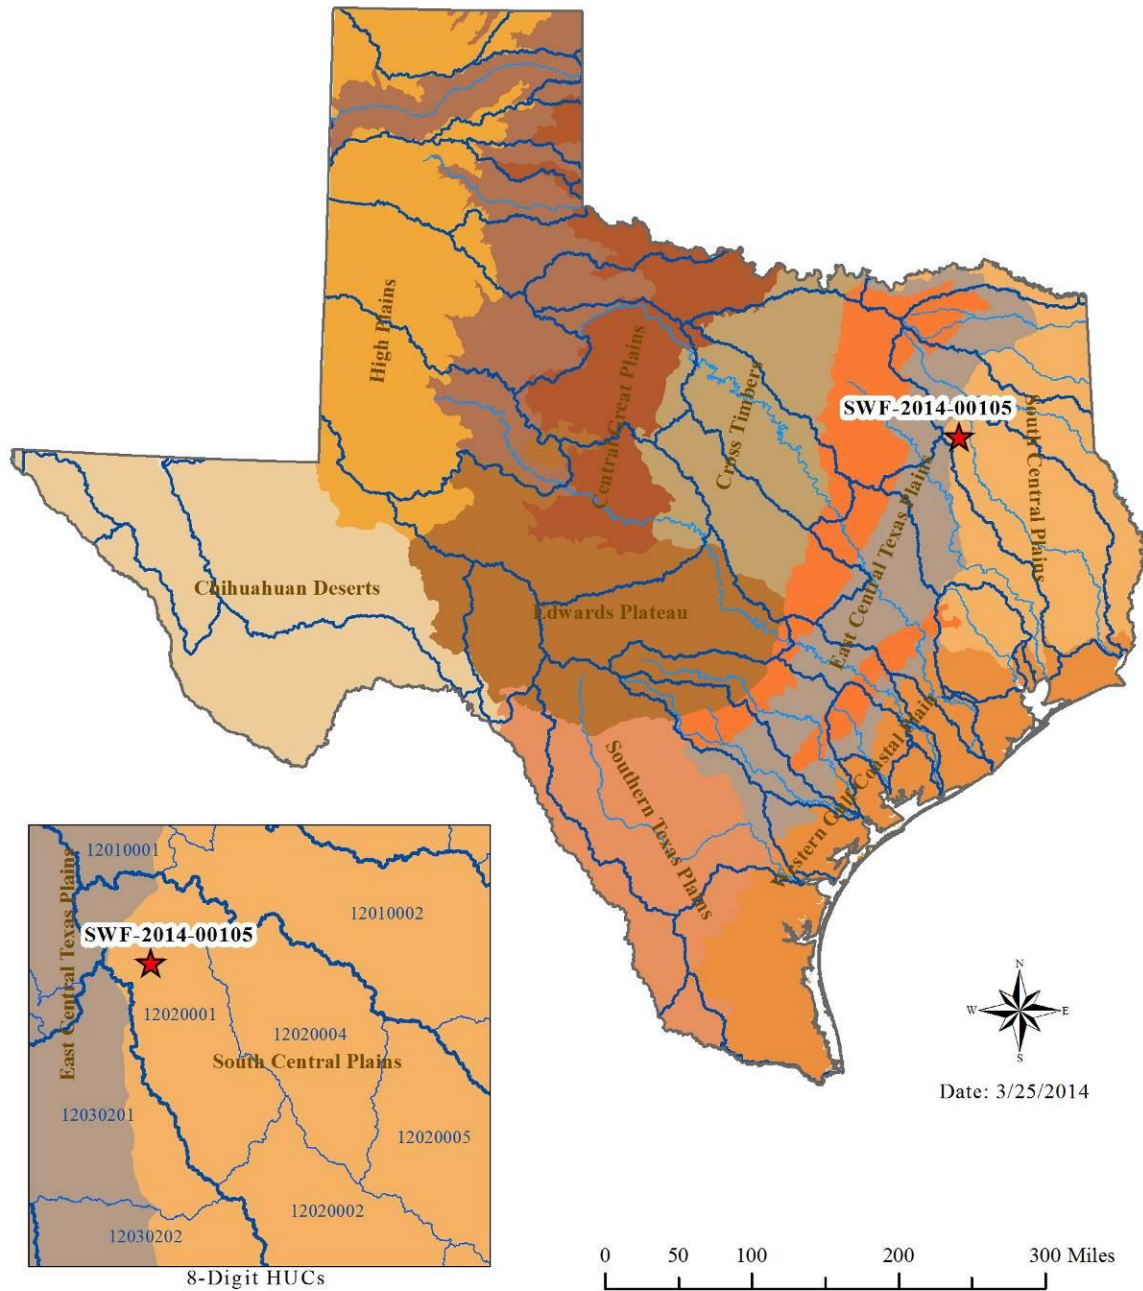 High Plains
Central Great Plains
Cross Timbers
SWF-2014-00105
South Central Plains
East Central Texas Plains
Chihuahuan Deserts
Edwards Plateau
Southern Texas Plains
Western Gulf Coastal Plain
12010001
12010002
East Central Texas Plains
SWF-2014-00105
12020001
12020004
South Central Plains
12030201
12020005
12020002
12030202
8-Digit HUCs
N
W
E
S
Date: 3/25/2014
0 50 100 200 300 Miles